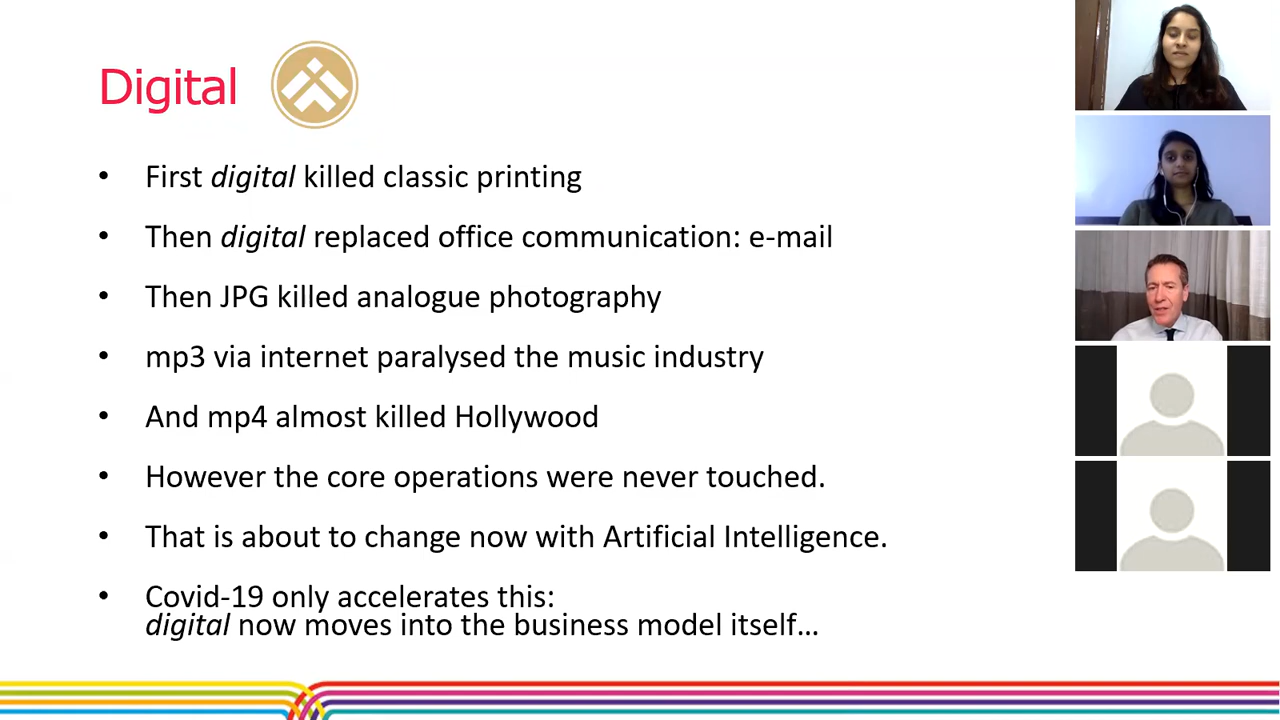 Digital
• First digital killed classic printing
• Then digital replaced office communication: e-mail
• Then JPG killed analogue photography
• mp3 via internet paralysed the music industry
• And mp4 almost killed Hollywood
• However the core operations were never touched.
• That is about to change now with Artificial Intelligence.
• Covid-19 only accelerates this:
digital now moves into the business model itself...